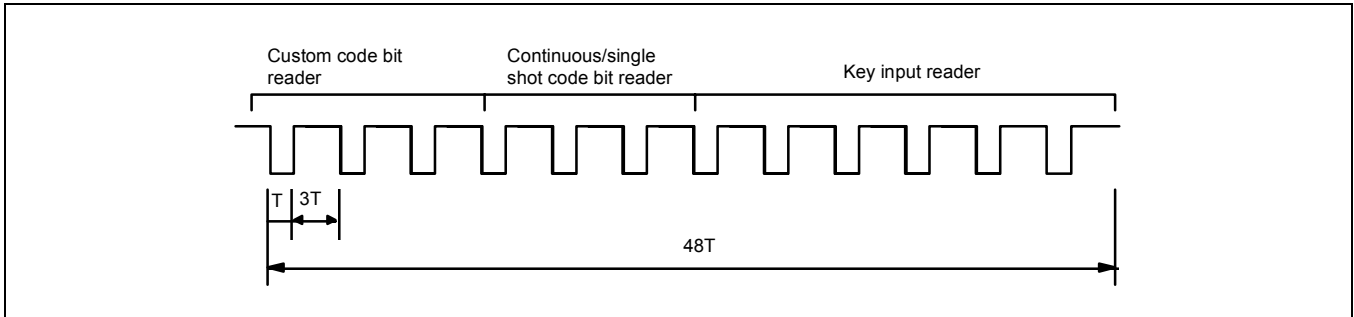 Custom code bit
reader
Continuous/single
shot code bit reader
Key input reader
T
3T
48T